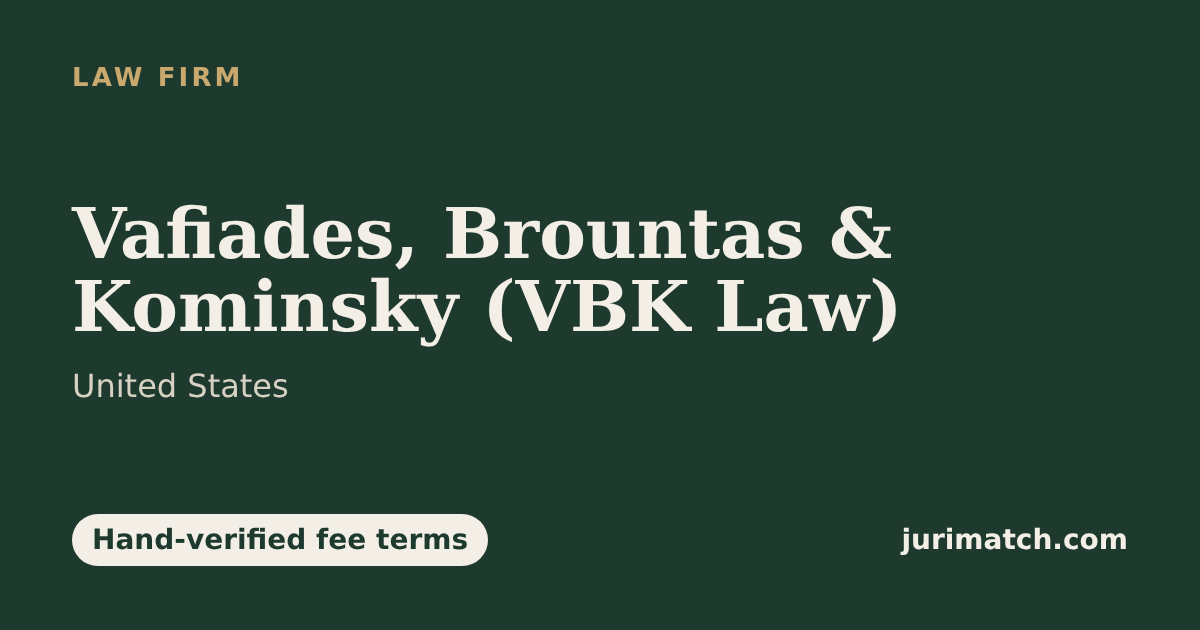 LAW FIRM
Vafiades, Brountas &
Kominsky (VBK Law)
United States
Hand-verified fee terms
jurimatch.com